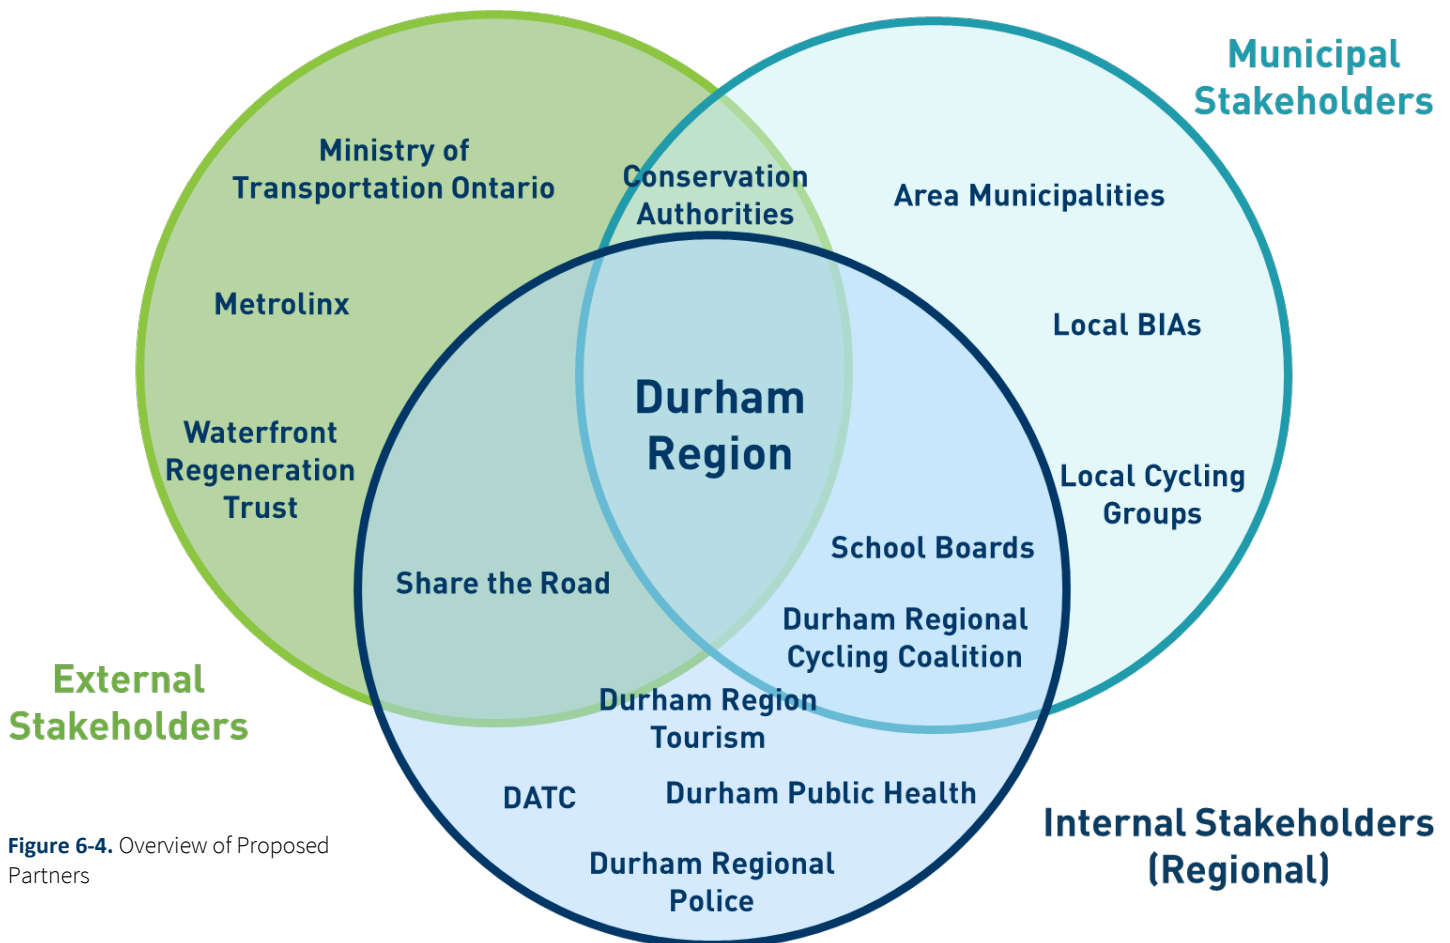 Municipal
Stakeholders
Ministry of
Transportation Ontario
Conservation
Authorities
Area Municipalities
Metrolinx
Local BIAs
Durham
Region
Waterfront
Regeneration
Trust
Local Cycling
Groups
School Boards
Share the Road
Durham Regional
Cycling Coalition
External
Stakeholders
Durham Region
Tourism
DATC
Durham Public Health
Internal Stakeholders
(Regional)
Durham Regional
Police
Figure 6-4. Overview of Proposed
Partners